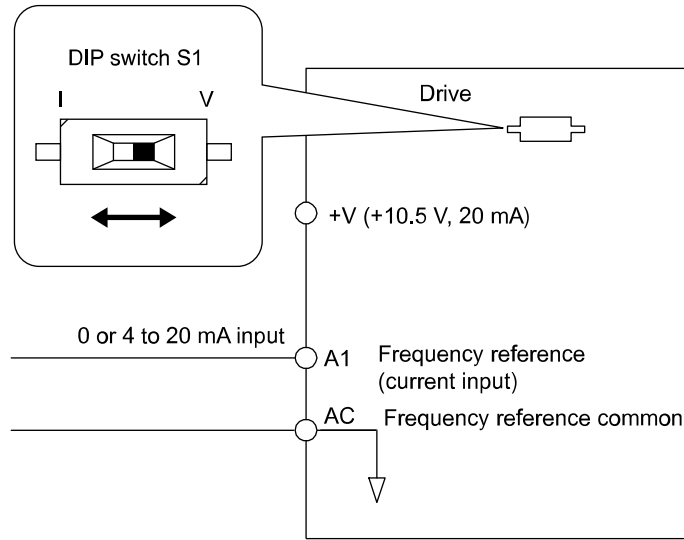 DIP switch S1
I V
Drive
+V (+10.5 V, 20 mA)
0 or 4 to 20 mA input
A1 Frequency reference
(current input)
AC Frequency reference common